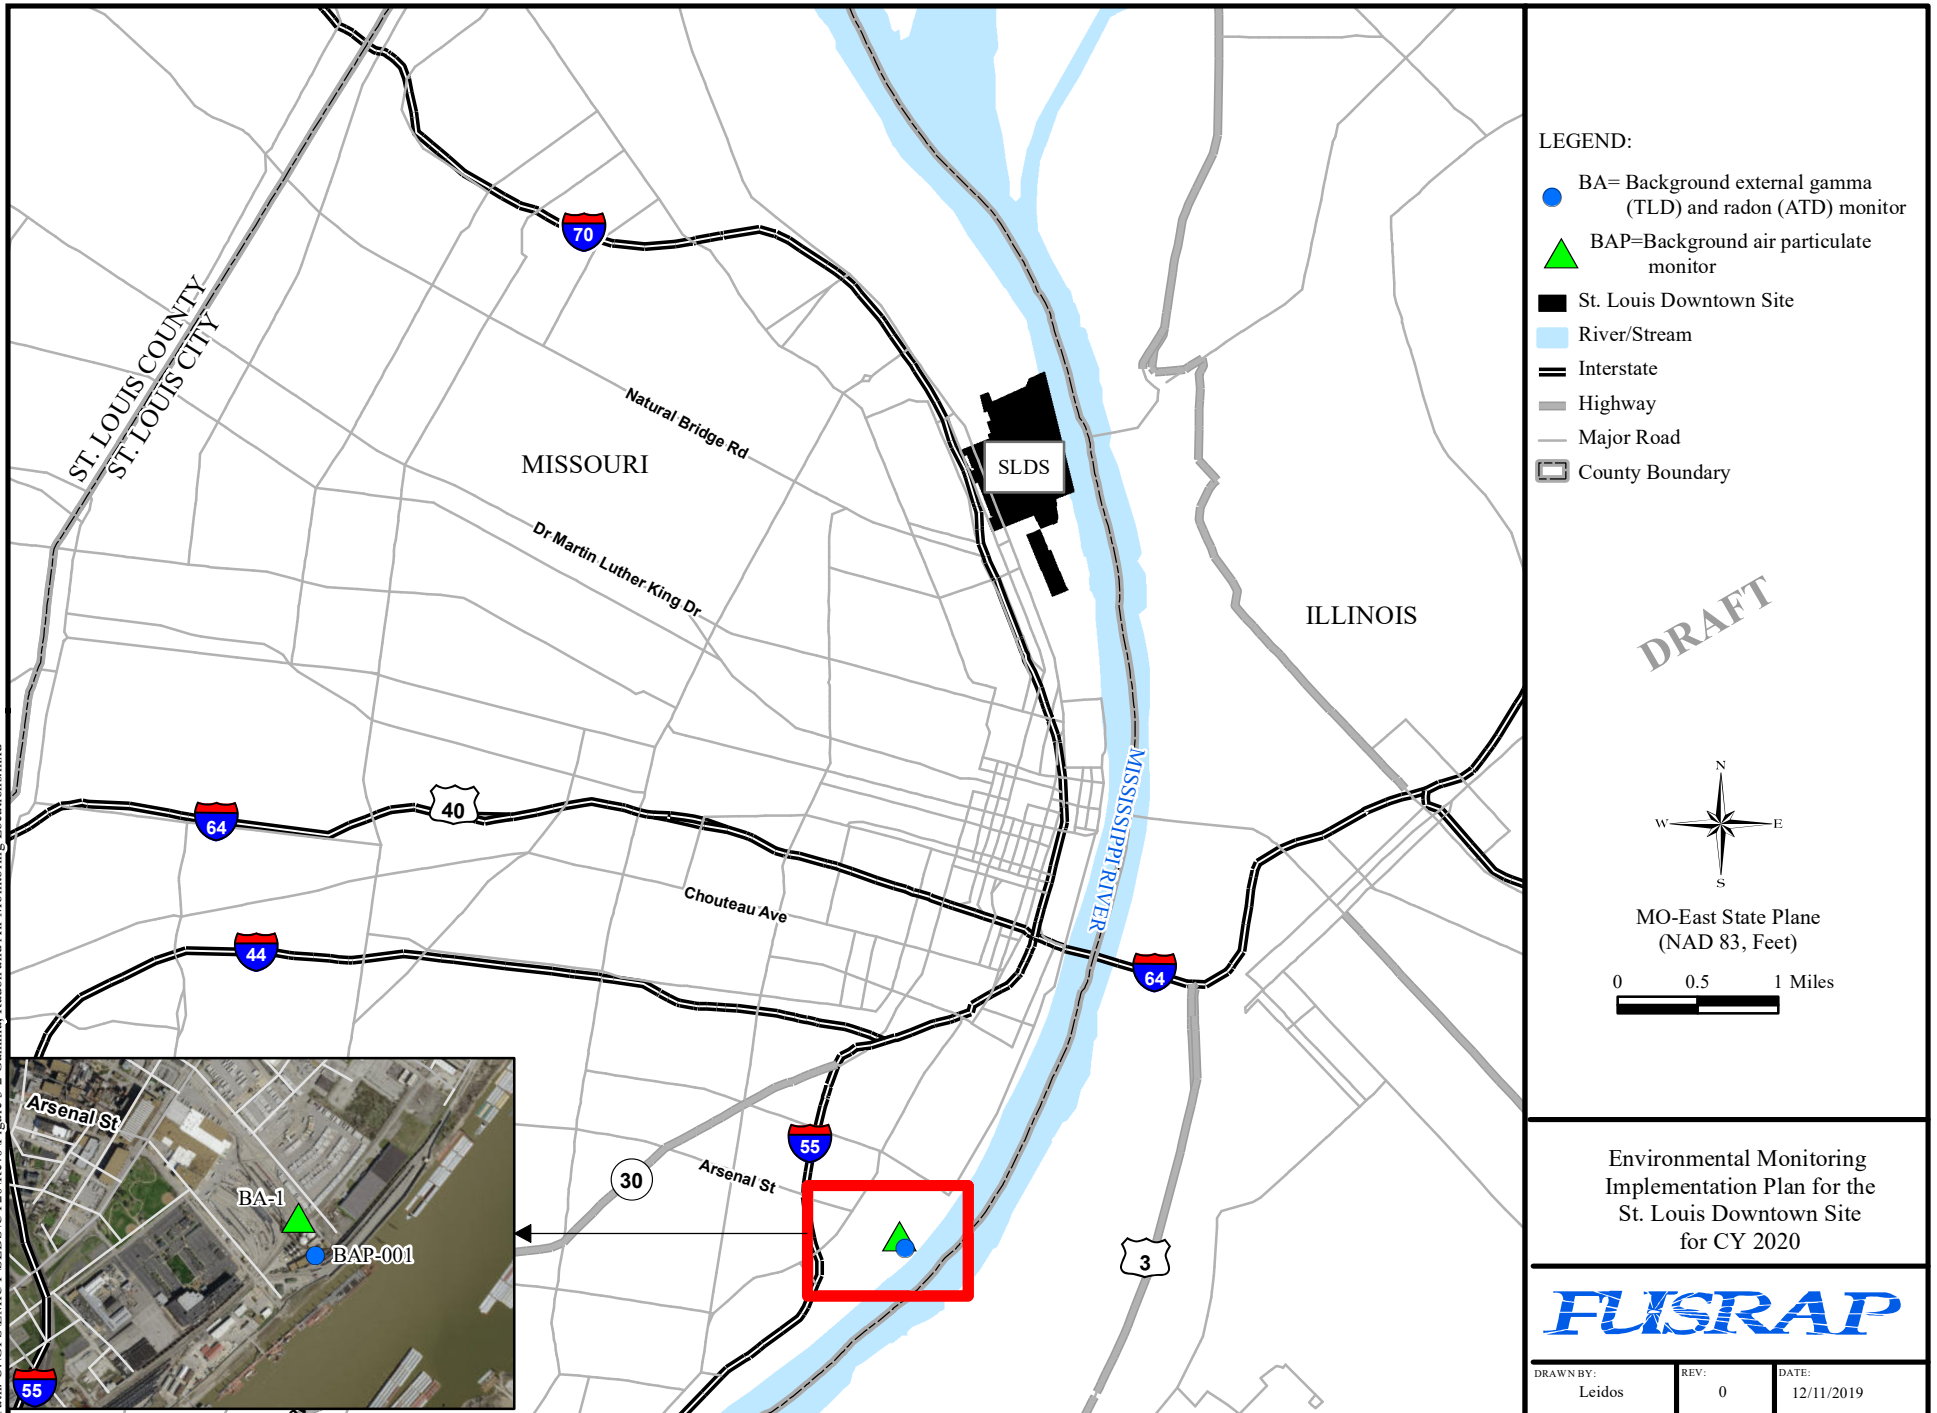 ST. LOUIS COUNTY
ST. LOUIS CITY
70
Natural Bridge Rd
MISSOURI
SLDS
Dr Martin Luther King Dr
ILLINOIS
MISSISSIPPI RIVER
64
40
Chouteau Ave
44
64
55
Arsenal St
30
3
Arsenal St
BA-1
BAP-001
55
LEGEND:
BA= Background external gamma
(TLD) and radon (ATD) monitor
BAP=Background air particulate
monitor
St. Louis Downtown Site
River/Stream
Interstate
Highway
Major Road
County Boundary
DRAFT
N
W E
S
MO-East State Plane
(NAD 83, Feet)
0 0.5 1 Miles
Environmental Monitoring
Implementation Plan for the
St. Louis Downtown Site
for CY 2020
FUSRAP
DRAWN BY:
Leidos
REV:
0
DATE:
12/11/2019